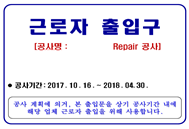 근로자 출입구
[공사명 : Repair 공사]
● 공사기간 : 2017. 10. 16. ~ 2018. 04. 30.
공사 계획에 의거, 본 출입문을 상기 공사기간 내에
해당 업체 근로자 출입을 위해 사용합니다.